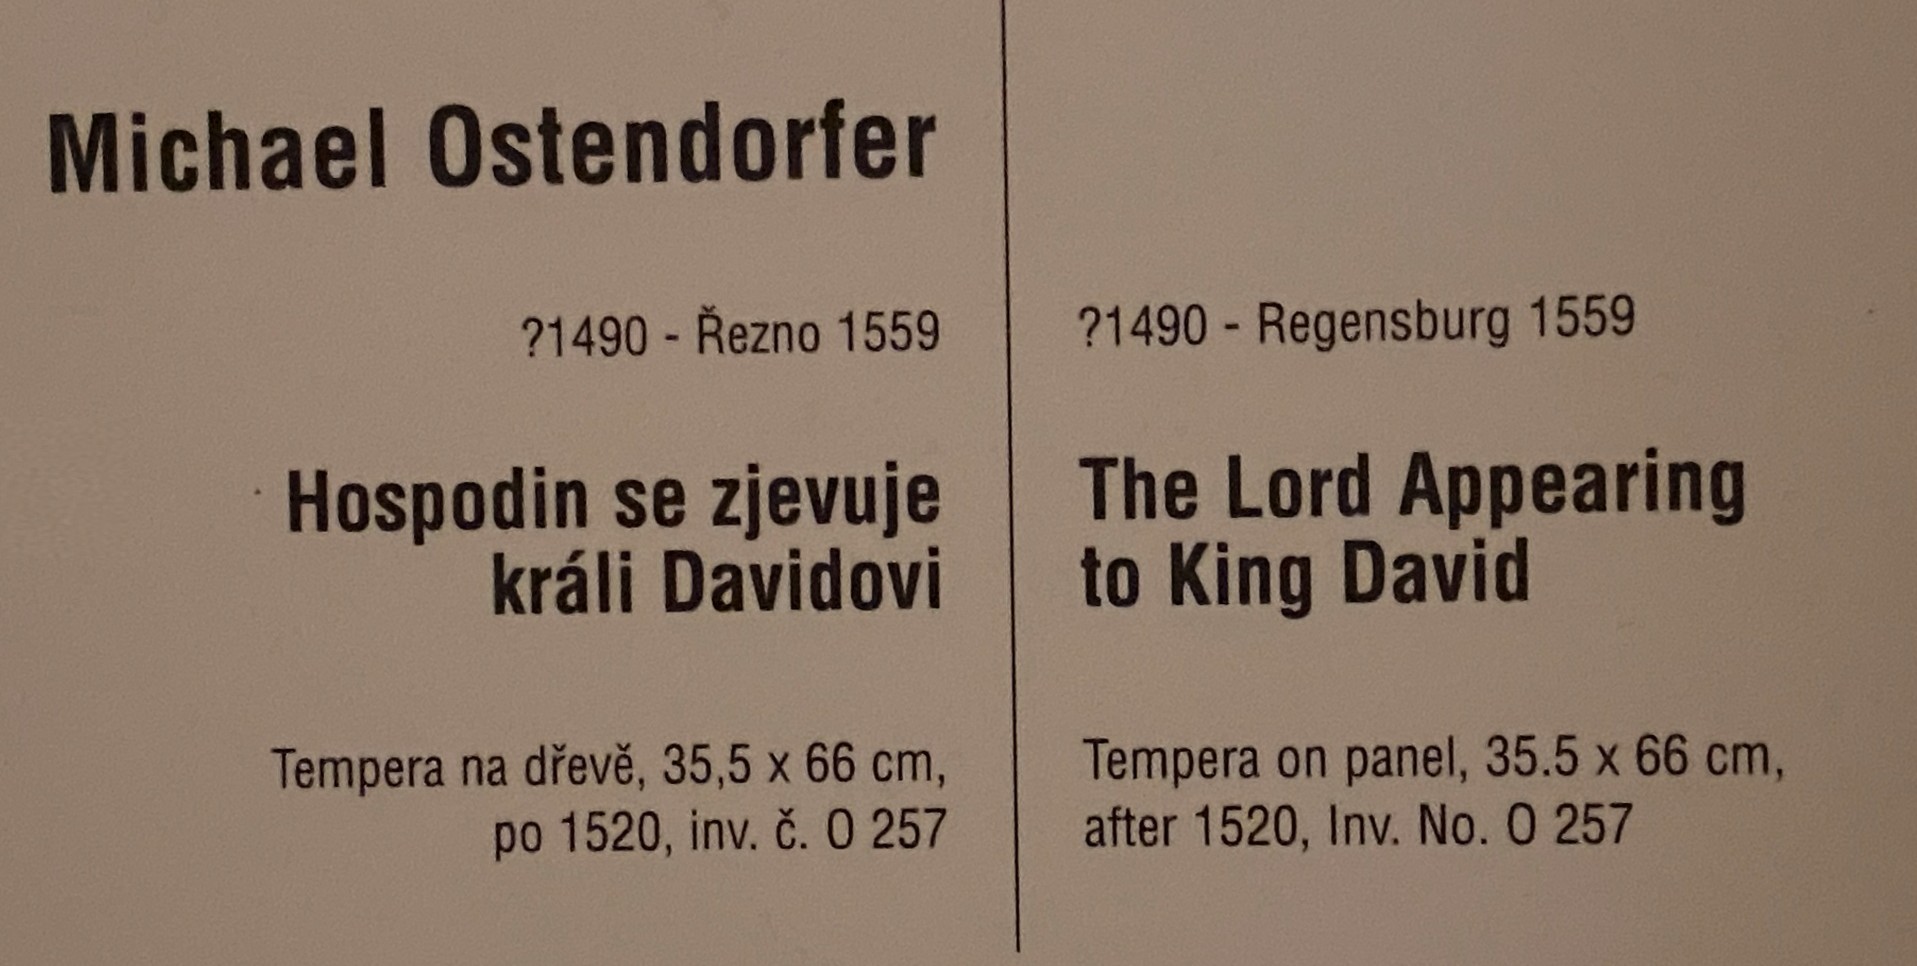 Michael Ostendorfer
?1490 - Řezno 1559
Hospodin se zjevuje
králi Davidovi
Tempera na dřevě, 35,5 x 66 cm,
po 1520, inv. č. O 257
?1490 - Regensburg 1559
The Lord Appearing
to King David
Tempera on panel, 35.5 x 66 cm,
after 1520, Inv. No. O 257